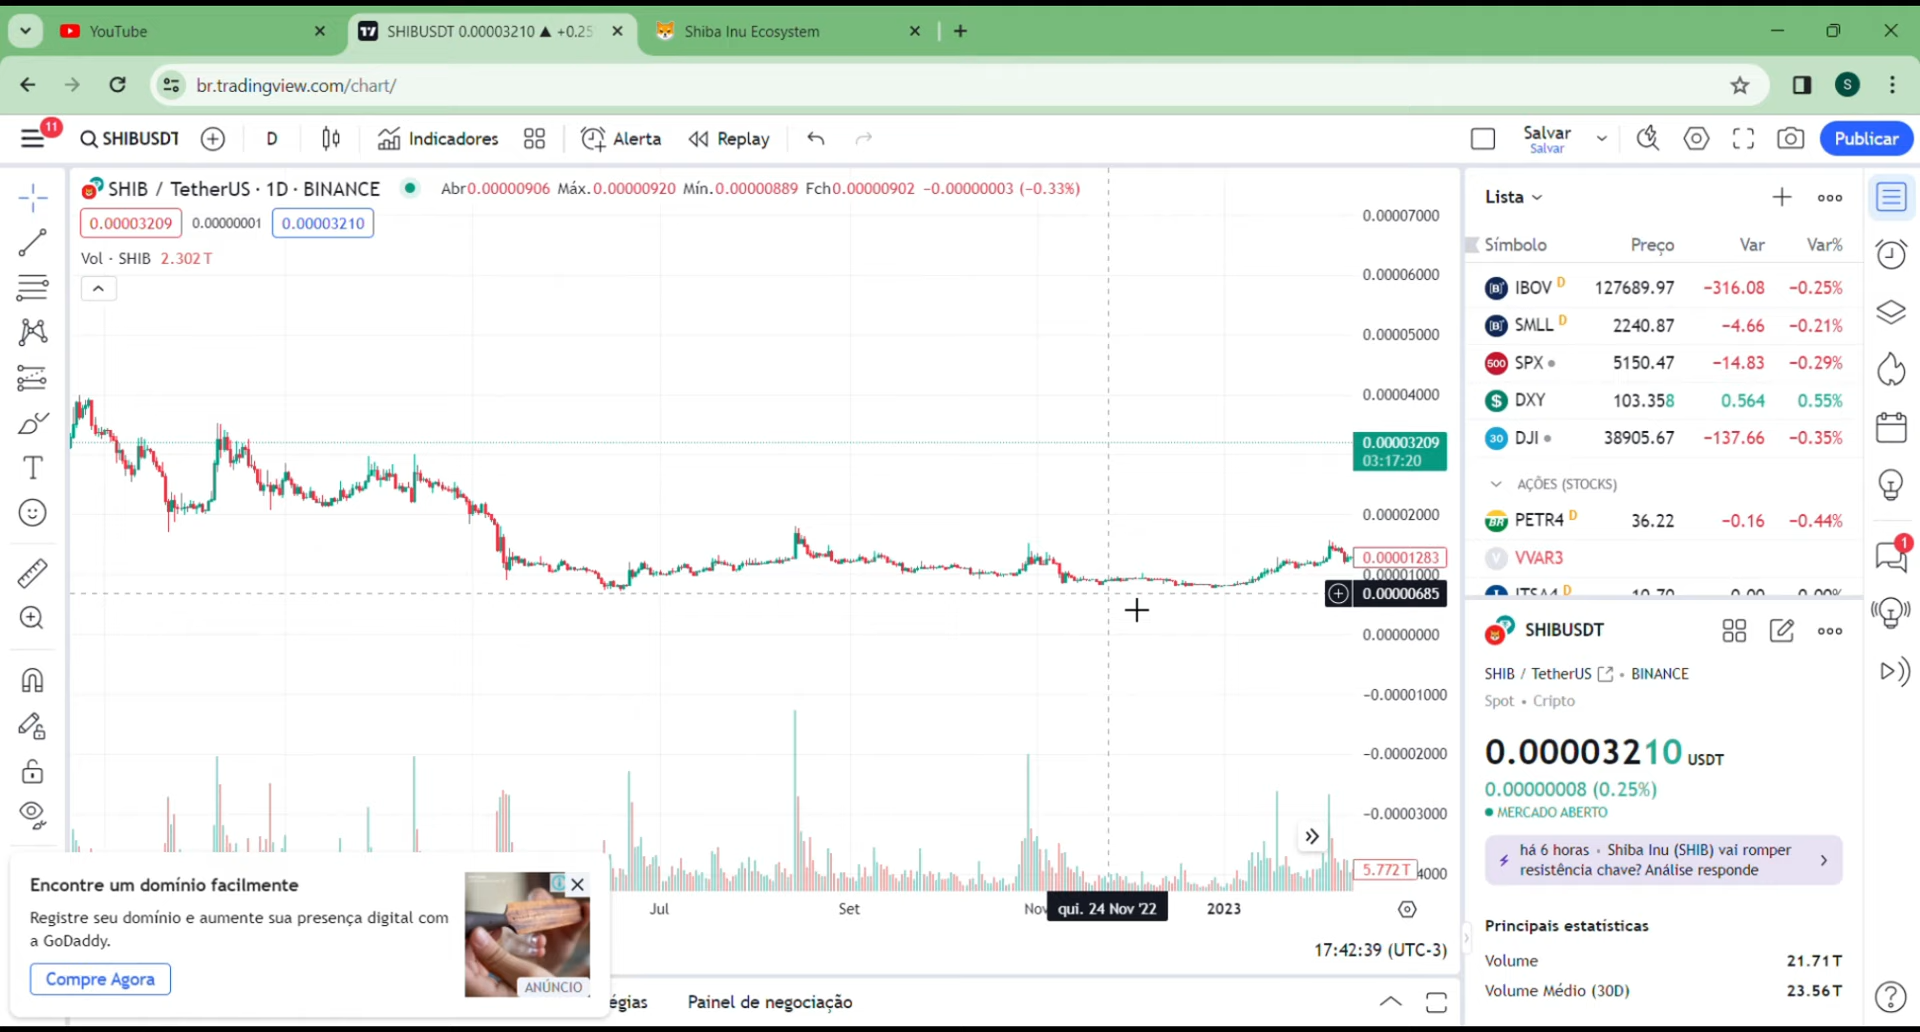 YouTube
SHIBUSDT 0.00003210 ▲ +0.25
Shiba Inu Ecosystem
br.tradingview.com/chart/
S
11
SHIBUSDT
D
Indicadores
Alerta
Replay
Salvar
Salvar
Publicar
SHIB / TetherUS · 1D · BINANCE
Abr0.00000906 Máx.0.00000920 Mín.0.00000889 Fch0.00000902 −0.00000003 (−0.33%)
0.00003209
0.00000001
0.00003210
Vol · SHIB 2.302 T
0.00007000
0.00006000
0.00005000
0.00004000
0.00003209
03:17:20
0.00002000
0.00001283
0.00001000
0.00000685
0.00000000
−0.00001000
−0.00002000
−0.00003000
5.772 T
4000
Jul
Set
Nov
qui. 24 Nov '22
2023
17:42:39 (UTC-3)
Encontre um domínio facilmente
Registre seu domínio e aumente sua presença digital com
a GoDaddy.
Compre Agora
ANÚNCIO
égias
Painel de negociação
Lista
Símbolo Preço Var Var%
IBOV D 127689.97 −316.08 −0.25%
SMLL D 2240.87 −4.66 −0.21%
500 SPX 5150.47 −14.83 −0.29%
$ DXY 103.358 0.564 0.55%
30 DJI 38905.67 −137.66 −0.35%
AÇÕES (STOCKS)
BR PETR4 D 36.22 −0.16 −0.44%
V VVAR3
ITSA4 D 10.70 0.00 0.00%
1
SHIBUSDT
SHIB / TetherUS • BINANCE
Spot • Cripto
0.00003210 USDT
0.00000008 (0.25%)
MERCADO ABERTO
há 6 horas • Shiba Inu (SHIB) vai romper
resistência chave? Análise responde
Principais estatísticas
Volume 21.71T
Volume Médio (30D) 23.56T